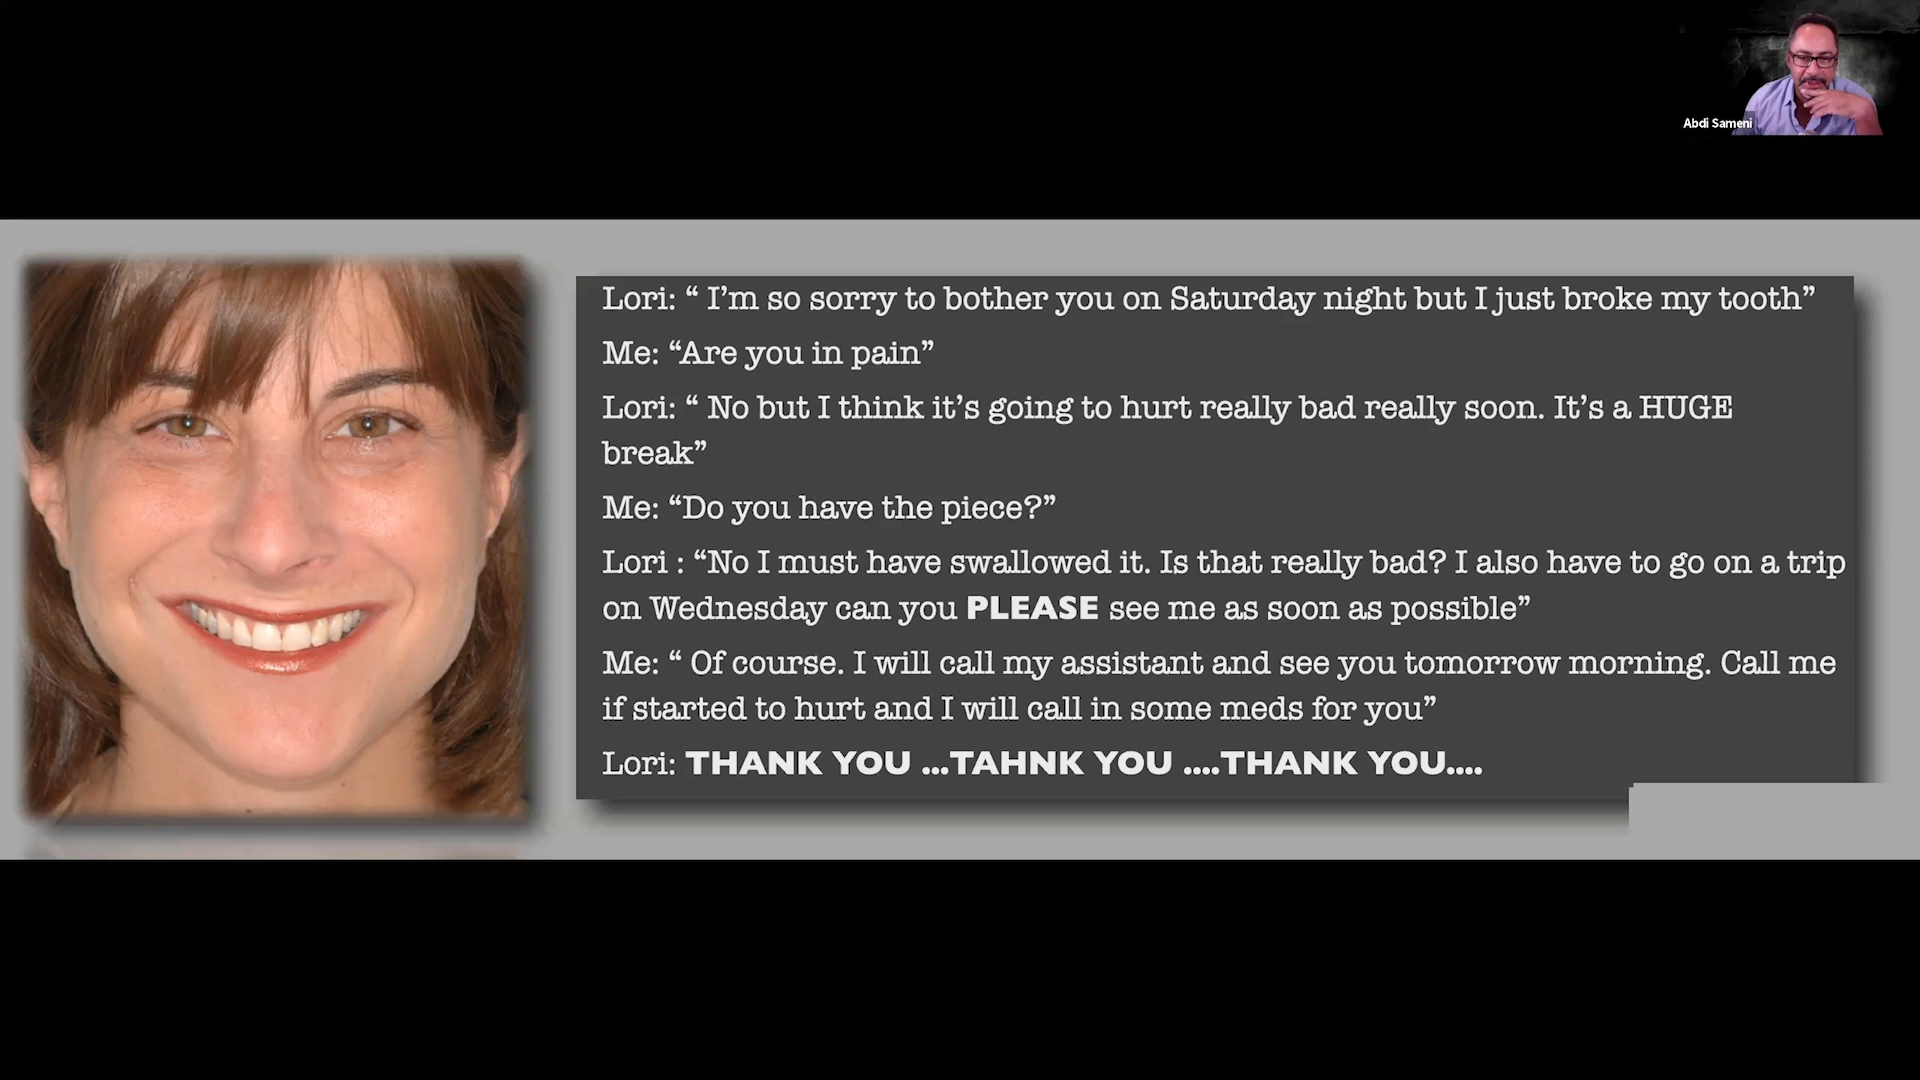 Abdi Sameni
Lori: “ I’m so sorry to bother you on Saturday night but I just broke my tooth”
Me: “Are you in pain”
Lori: “ No but I think it’s going to hurt really bad really soon. It’s a HUGE
break”
Me: “Do you have the piece?”
Lori : “No I must have swallowed it. Is that really bad? I also have to go on a trip
on Wednesday can you PLEASE see me as soon as possible”
Me: “ Of course. I will call my assistant and see you tomorrow morning. Call me
if started to hurt and I will call in some meds for you”
Lori: THANK YOU ...TAHNK YOU ....THANK YOU....